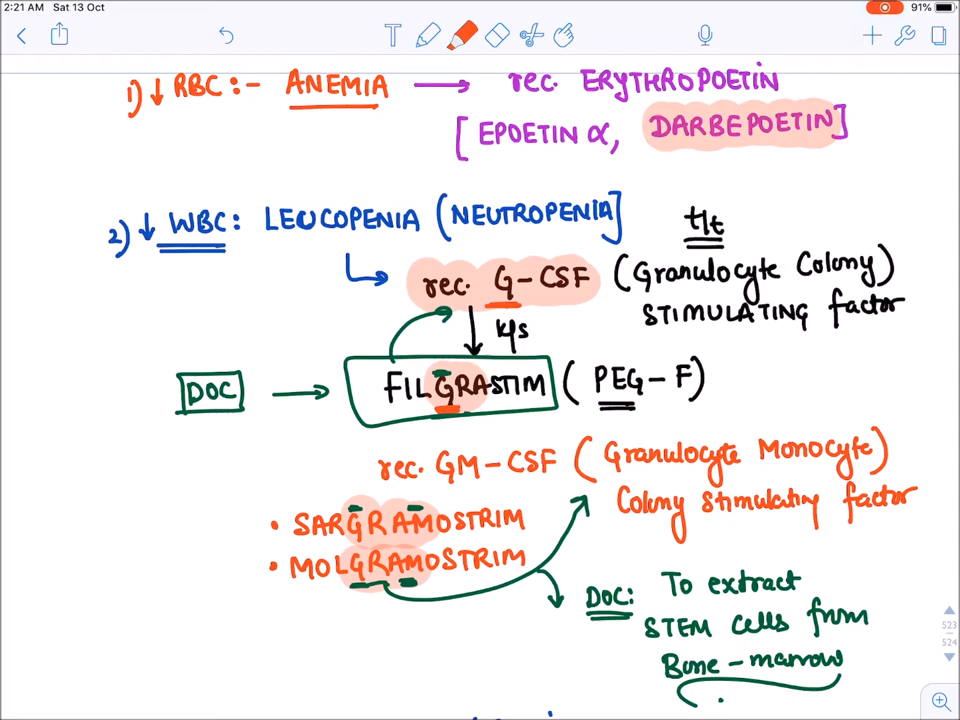 2:21 AM Sat 13 Oct
91%
T
1) ↓ RBC:- ANEMIA → rec. ERYTHROPOETIN
[EPOETIN α, DARBEPOETIN]
2) ↓ WBC: LEUCOPENIA (NEUTROPENIA]
t/t
rec. G-CSF (Granulocyte Colony)
STIMULATING factor
k/s
DOC → FILGRASTIM (PEG-F)
rec. GM-CSF (Granulocyte Monocyte)
Colony stimulating factor
• SARGRAMOSTRIM
• MOLGRAMOSTRIM
DOC: To extract
STEM cells from
Bone-marrow
523
524